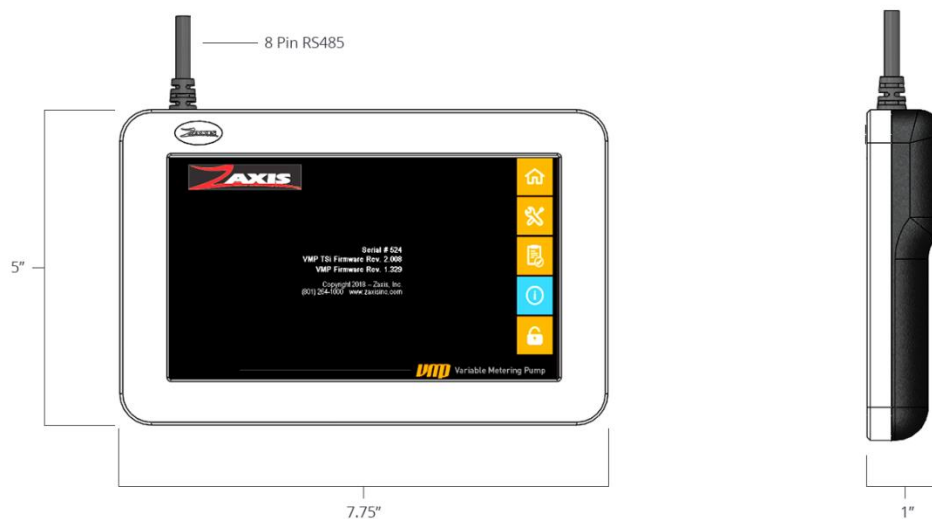 8 Pin RS485
Zaxis
ZAXIS
Serial # 524
VMP TSi Firmware Rev. 2.008
VMP Firmware Rev. 1.329
Copyright 2018 – Zaxis, Inc.
(801) 264-1000 www.zaxisinc.com
VMP Variable Metering Pump
5"
7.75"
1"